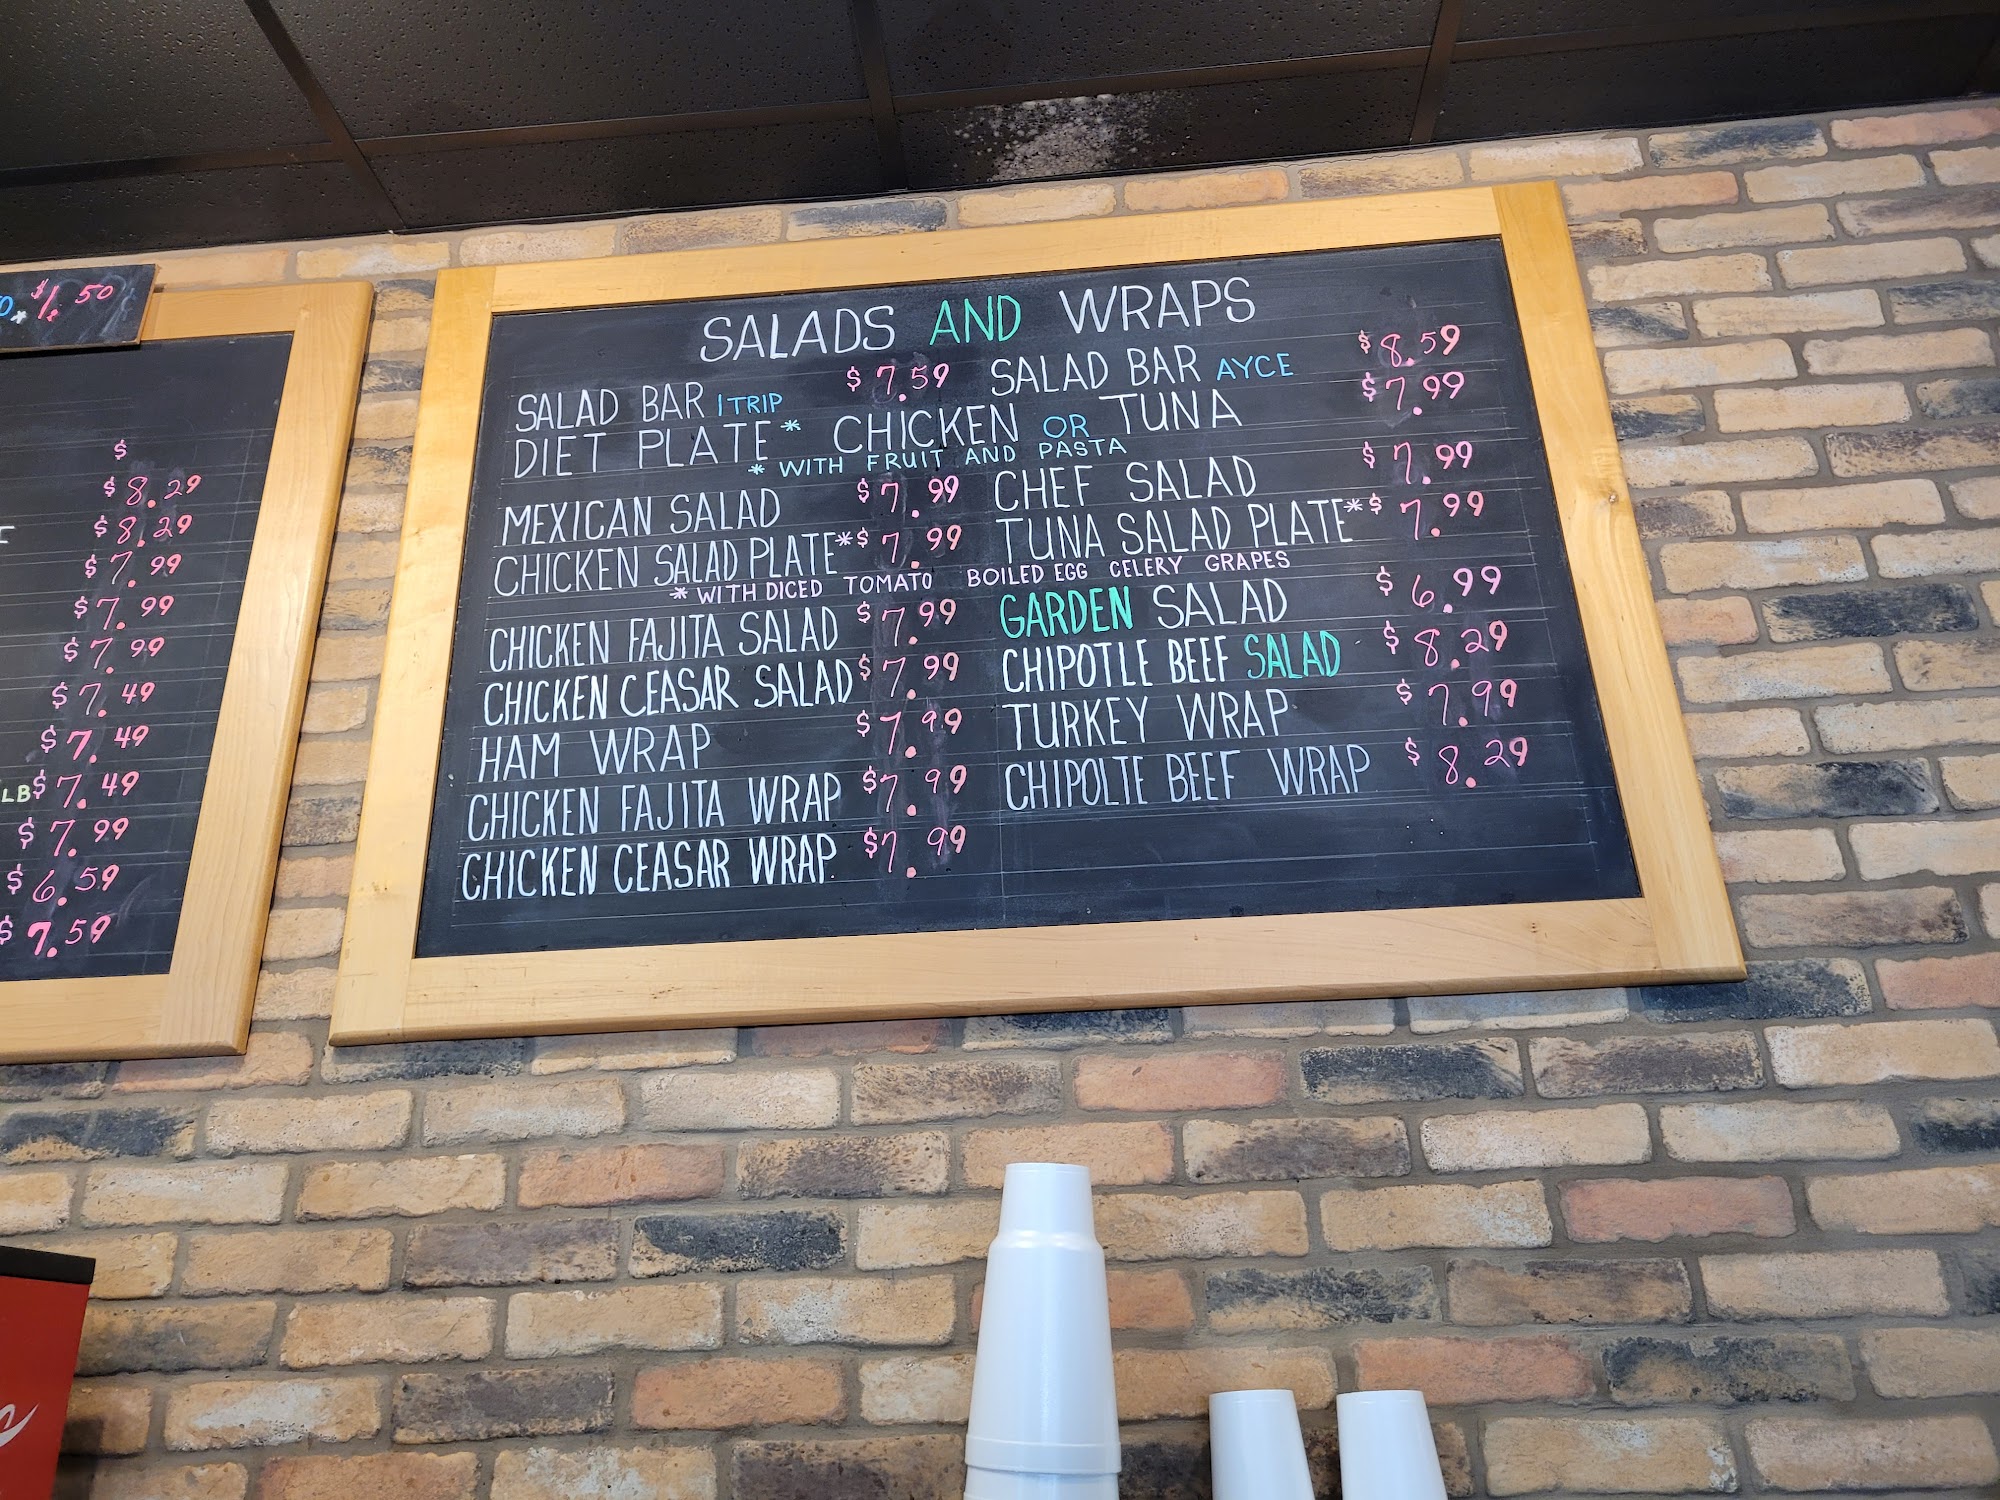 $1.50
$
$8.29
$8.29
$7.99
$7.99
$7.99
$7.49
$7.49
LB $7.49
$7.99
$6.59
$7.59
SALADS AND WRAPS
SALAD BAR 1 TRIP $7.59 SALAD BAR AYCE $8.59
DIET PLATE* CHICKEN OR TUNA $7.99
* WITH FRUIT AND PASTA
MEXICAN SALAD $7.99 CHEF SALAD $7.99
CHICKEN SALAD PLATE* $7.99 TUNA SALAD PLATE* $7.99
* WITH DICED TOMATO BOILED EGG CELERY GRAPES
CHICKEN FAJITA SALAD $7.99 GARDEN SALAD $6.99
CHICKEN CEASAR SALAD $7.99 CHIPOTLE BEEF SALAD $8.29
HAM WRAP $7.99 TURKEY WRAP $7.99
CHICKEN FAJITA WRAP $7.99 CHIPOLTE BEEF WRAP $8.29
CHICKEN CEASAR WRAP $7.99